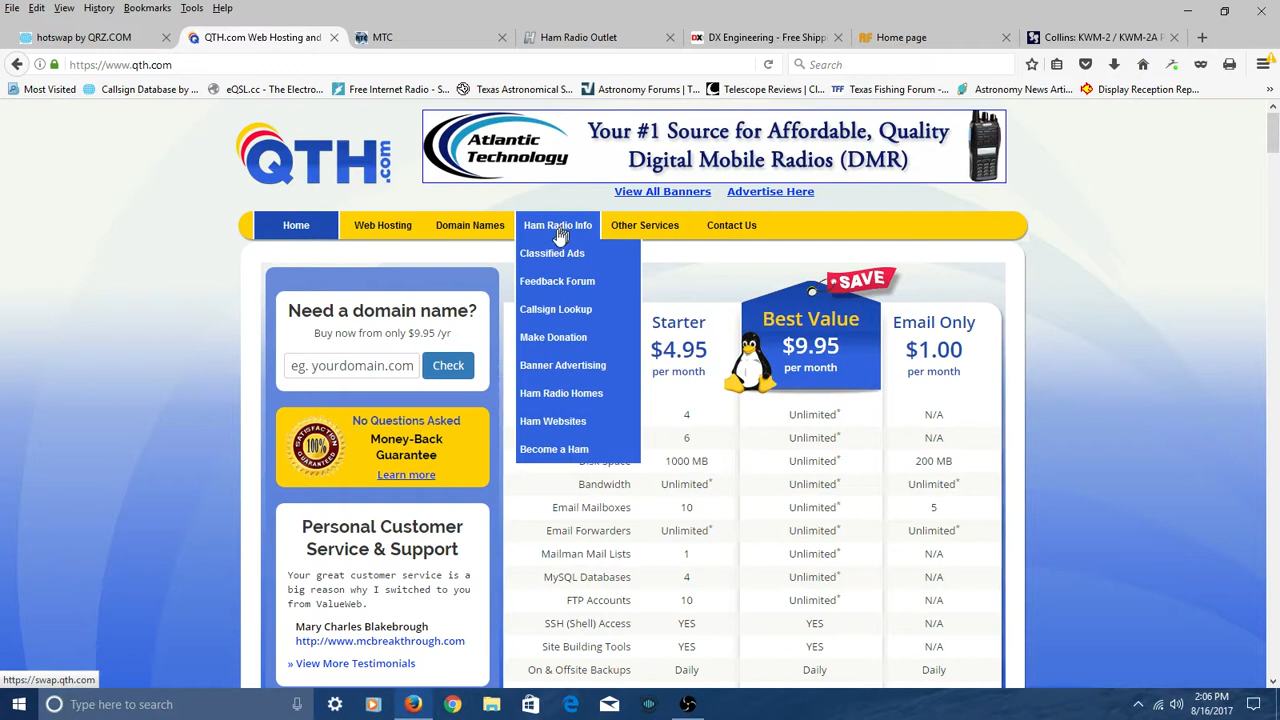 File Edit View History Bookmarks Tools Help
hotswap by QRZ.COM
QTH.com Web Hosting and
MTC
Ham Radio Outlet
DX Engineering - Free Shipp
Home page
Collins: KWM-2 / KWM-2A P
https://www.qth.com
Search
Most Visited
Callsign Database by ...
eQSL.cc - The Electro...
Free Internet Radio - S...
Texas Astronomical S...
Astronomy Forums | T...
Telescope Reviews | Cl...
Texas Fishing Forum - ...
Astronomy News Arti...
Display Reception Rep...
QTH.com
Atlantic
Technology
Your #1 Source for Affordable, Quality
Digital Mobile Radios (DMR)
View All Banners Advertise Here
Home Web Hosting Domain Names Ham Radio Info Other Services Contact Us
Classified Ads
Feedback Forum
Callsign Lookup
Make Donation
Banner Advertising
Ham Radio Homes
Ham Websites
Become a Ham
Need a domain name?
Buy now from only $9.95 /yr
eg. yourdomain.com Check
SATISFACTION
100%
No Questions Asked
Money-Back
Guarantee
Learn more
Personal Customer
Service & Support
Your great customer service is a
big reason why I switched to you
from ValueWeb.
Mary Charles Blakebrough
http://www.mcbreakthrough.com
» View More Testimonials
SAVE
Starter Best Value Email Only
$4.95 $9.95 $1.00
per month per month per month
4 Unlimited* N/A
6 Unlimited* N/A
1000 MB Unlimited* 200 MB
Bandwidth Unlimited* Unlimited* Unlimited*
Email Mailboxes 10 Unlimited* 5
Email Forwarders Unlimited* Unlimited* Unlimited*
Mailman Mail Lists 1 Unlimited* N/A
MySQL Databases 4 Unlimited* N/A
FTP Accounts 10 Unlimited* N/A
SSH (Shell) Access YES YES N/A
Site Building Tools YES YES N/A
On & Offsite Backups Daily Daily Daily
https://swap.qth.com
Type here to search
2:06 PM
8/16/2017